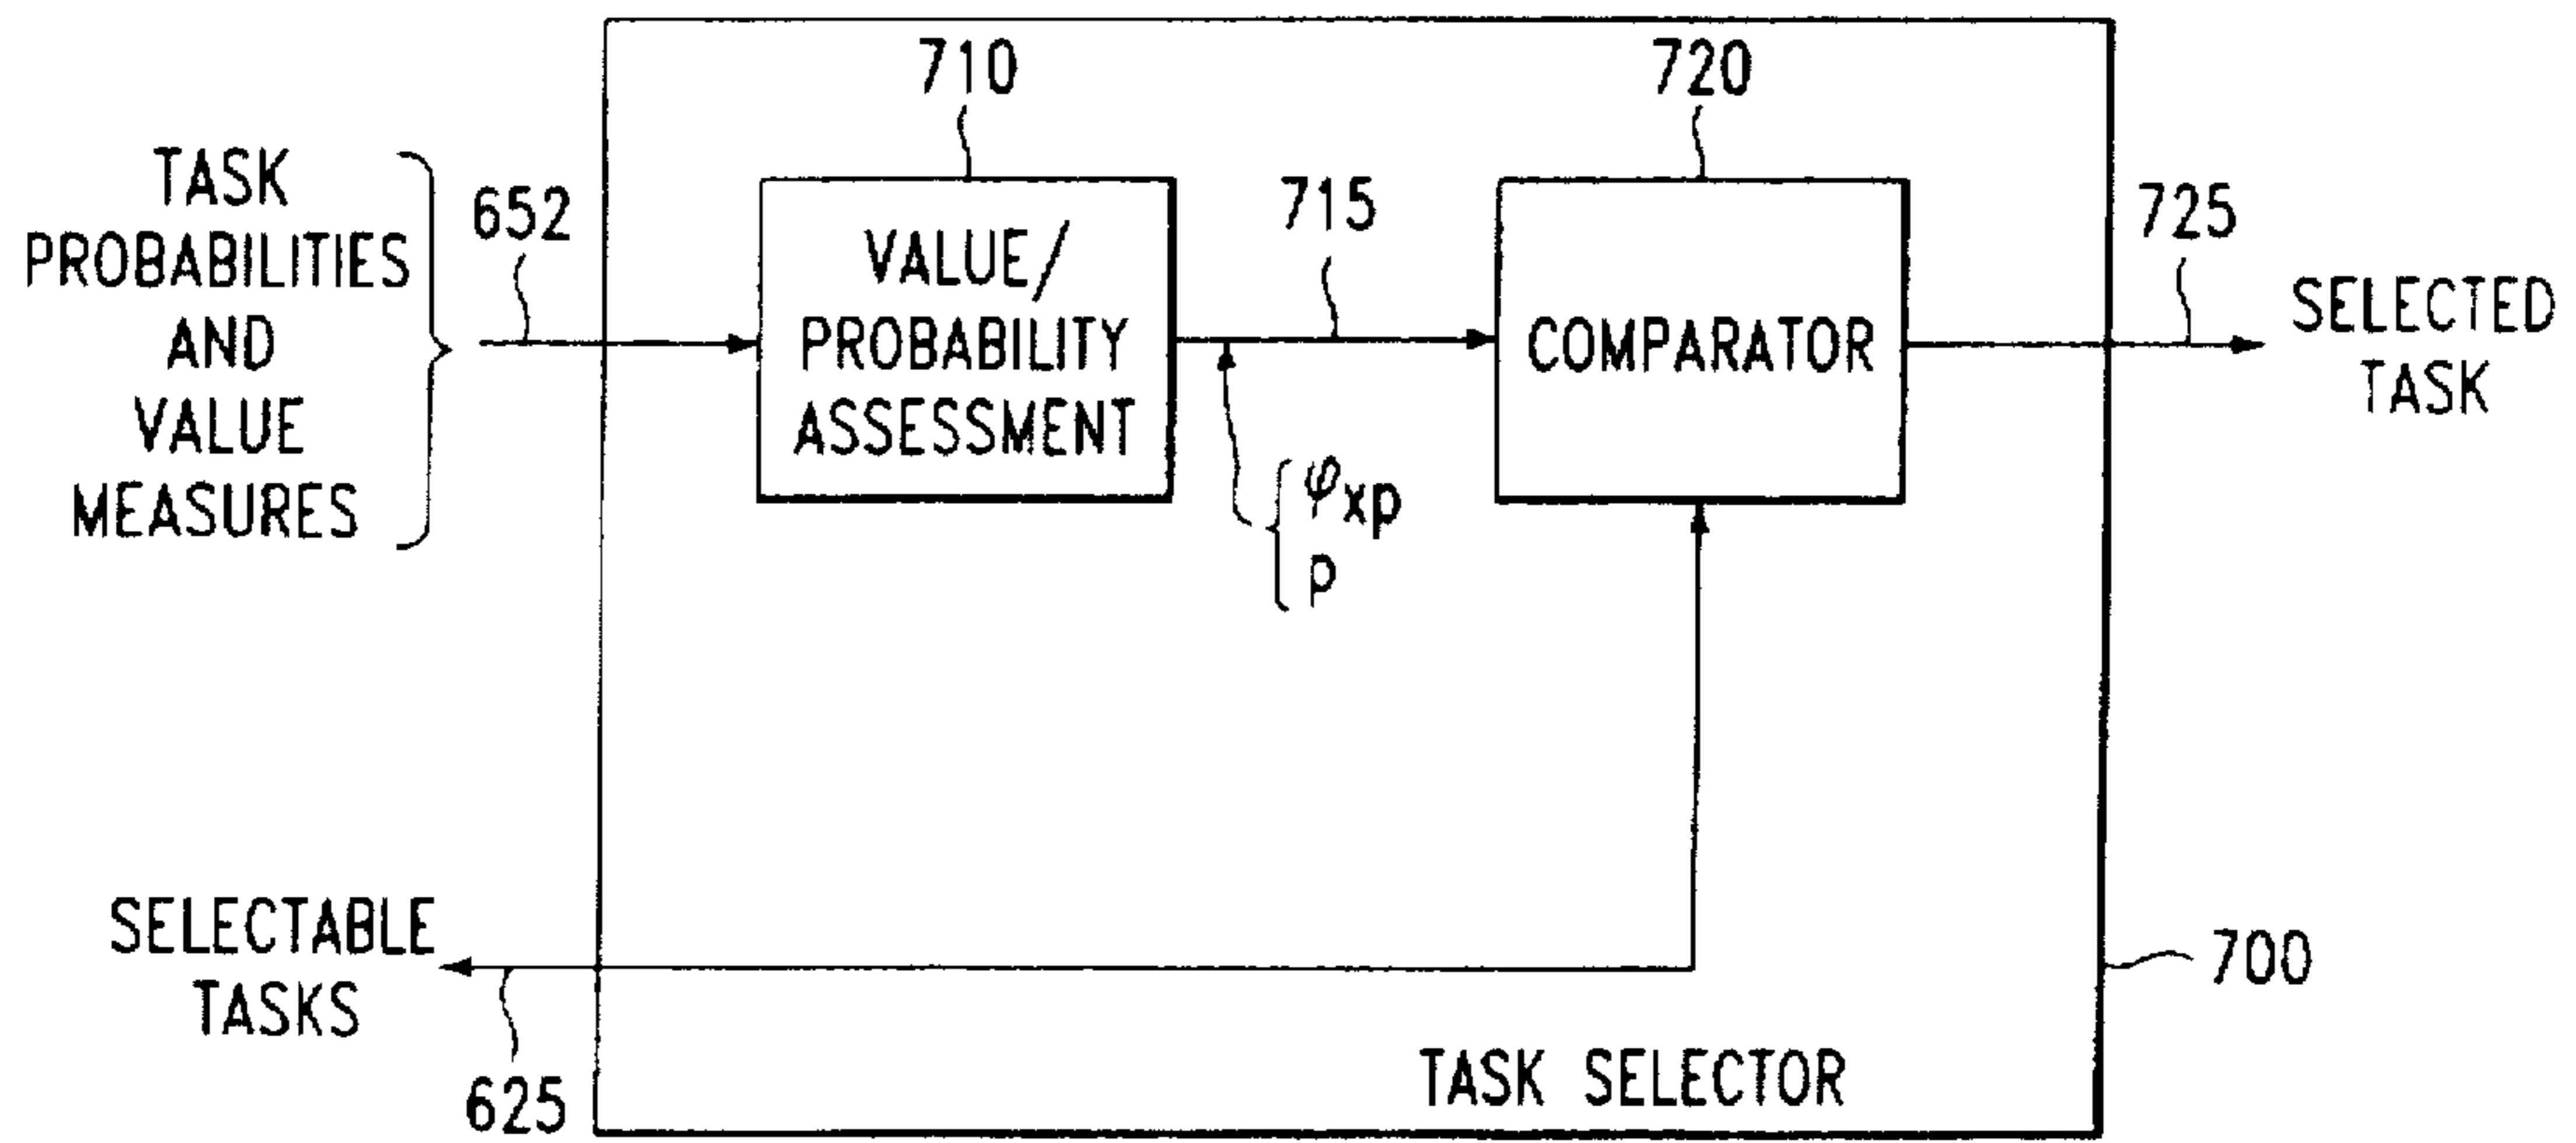 710
720
TASK
PROBABILITIES
AND
VALUE
MEASURES
652
VALUE/
PROBABILITY
ASSESSMENT
715
COMPARATOR
725
SELECTED
TASK
φxp
p
SELECTABLE
TASKS
625
700
TASK SELECTOR